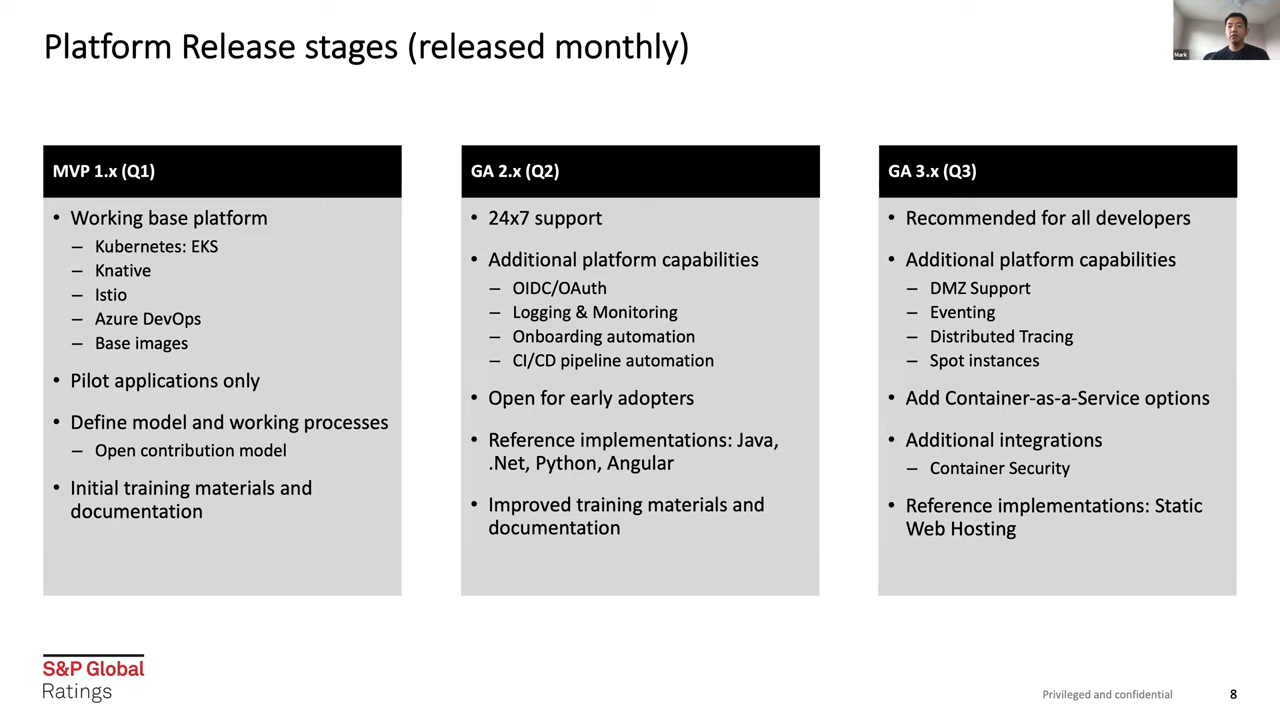 Platform Release stages (released monthly)
Mark
MVP 1.x (Q1)
• Working base platform
– Kubernetes: EKS
– Knative
– Istio
– Azure DevOps
– Base images
• Pilot applications only
• Define model and working processes
– Open contribution model
• Initial training materials and
documentation
GA 2.x (Q2)
• 24x7 support
• Additional platform capabilities
– OIDC/OAuth
– Logging & Monitoring
– Onboarding automation
– CI/CD pipeline automation
• Open for early adopters
• Reference implementations: Java,
.Net, Python, Angular
• Improved training materials and
documentation
GA 3.x (Q3)
• Recommended for all developers
• Additional platform capabilities
– DMZ Support
– Eventing
– Distributed Tracing
– Spot instances
• Add Container-as-a-Service options
• Additional integrations
– Container Security
• Reference implementations: Static
Web Hosting
S&P Global
Ratings
Privileged and confidential
8